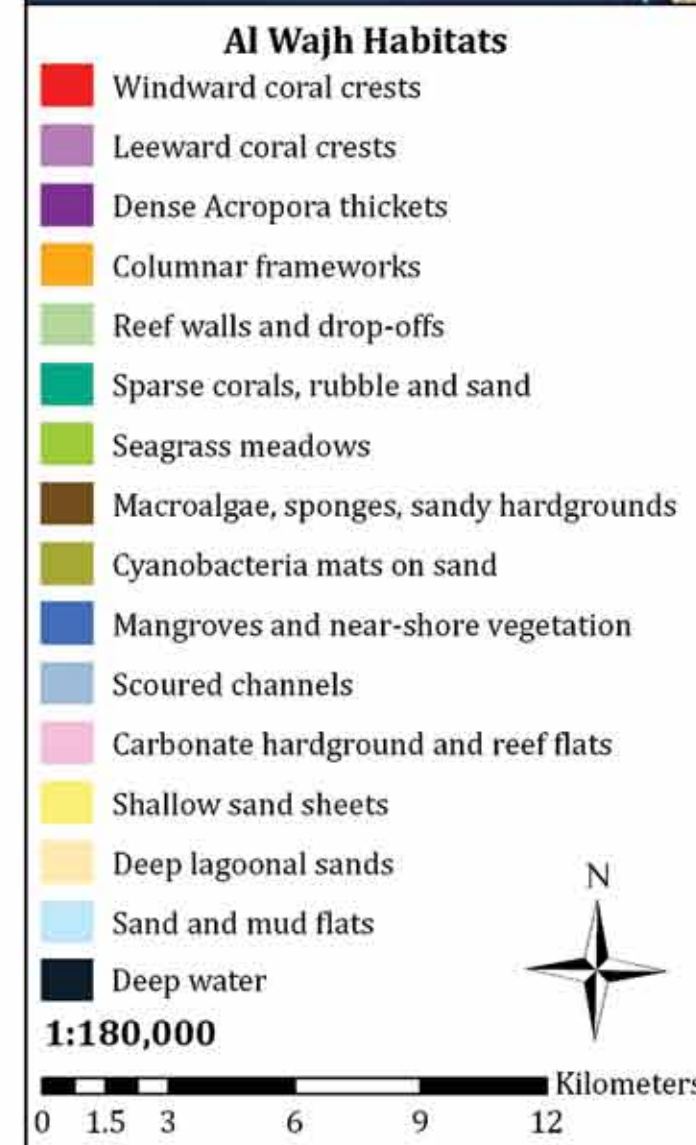 Al Wajh Habitats
Windward coral crests
Leeward coral crests
Dense Acropora thickets
Columnar frameworks
Reef walls and drop-offs
Sparse corals, rubble and sand
Seagrass meadows
Macroalgae, sponges, sandy hardgrounds
Cyanobacteria mats on sand
Mangroves and near-shore vegetation
Scoured channels
Carbonate hardground and reef flats
Shallow sand sheets
Deep lagoonal sands
Sand and mud flats
Deep water
N
1:180,000
Kilometers
0 1.5 3 6 9 12